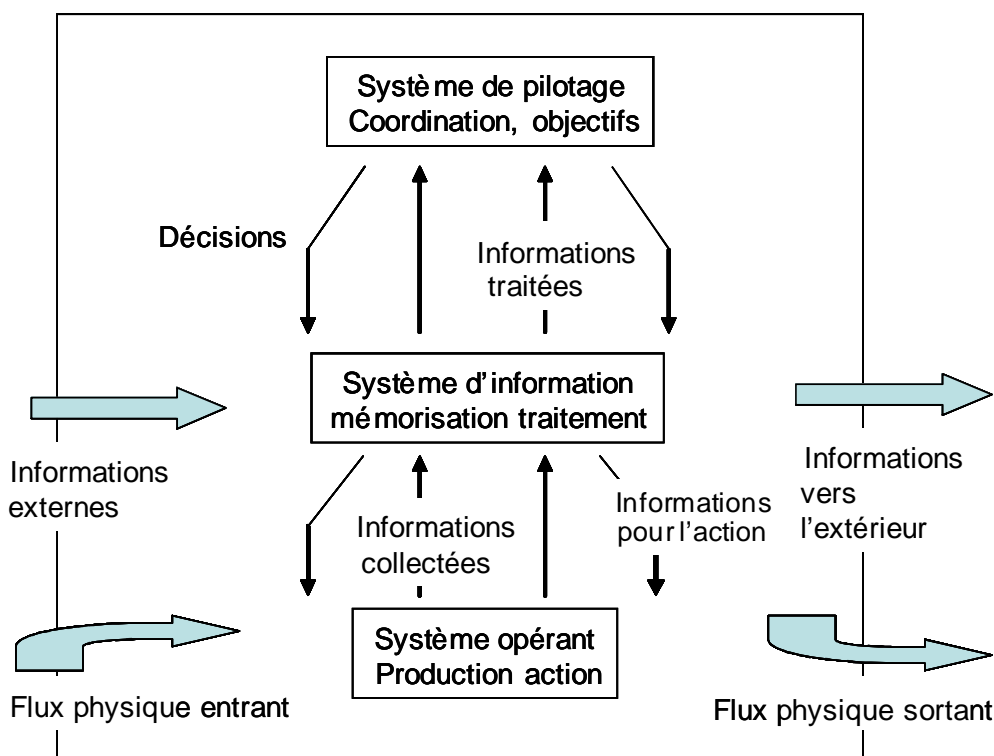 Système de pilotage
Coordination, objectifs
Décisions
Informations
traitées
Système d'information
mémorisation traitement
Informations
externes
Informations
vers
l'extérieur
Informations
collectées
Informations
pour l'action
Système opérant
Production action
Flux physique entrant
Flux physique sortant